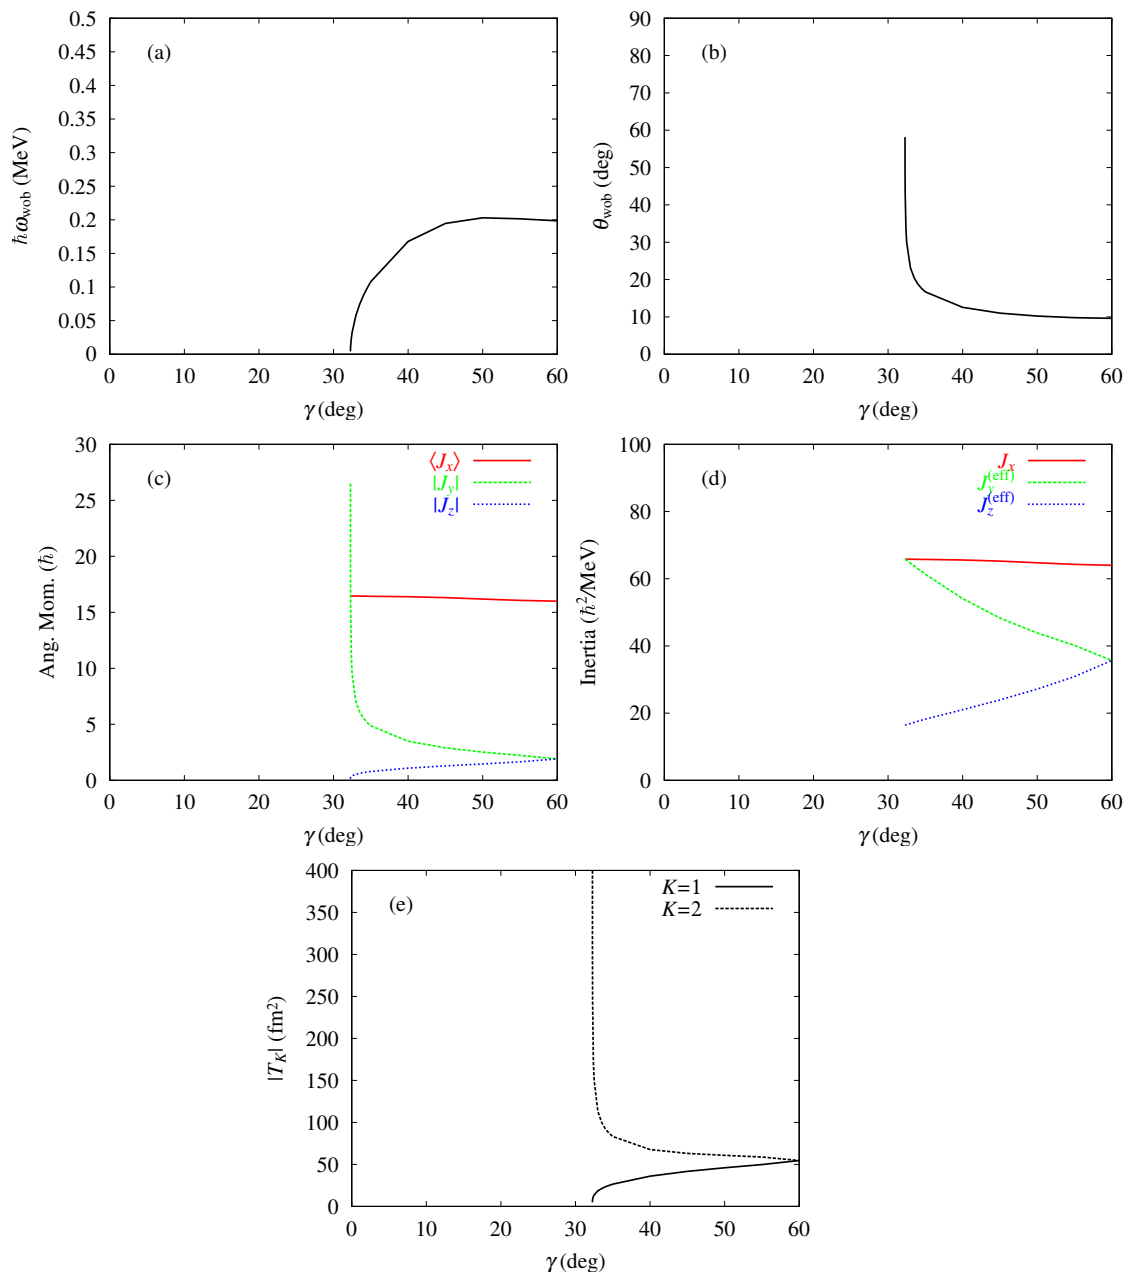 (a)
ħω_wob (MeV)
0.5
0.45
0.4
0.35
0.3
0.25
0.2
0.15
0.1
0.05
0
0 10 20 30 40 50 60
γ (deg)
(b)
θ_wob (deg)
90
80
70
60
50
40
30
20
10
0
0 10 20 30 40 50 60
γ (deg)
(c)
⟨J_x⟩
|J_y|
|J_z|
Ang. Mom. (ħ)
30
25
20
15
10
5
0
0 10 20 30 40 50 60
γ (deg)
(d)
J_x
J_y^(eff)
J_z^(eff)
Inertia (ħ²/MeV)
100
80
60
40
20
0
0 10 20 30 40 50 60
γ (deg)
(e)
K=1
K=2
|T_K| (fm²)
400
350
300
250
200
150
100
50
0
0 10 20 30 40 50 60
γ (deg)